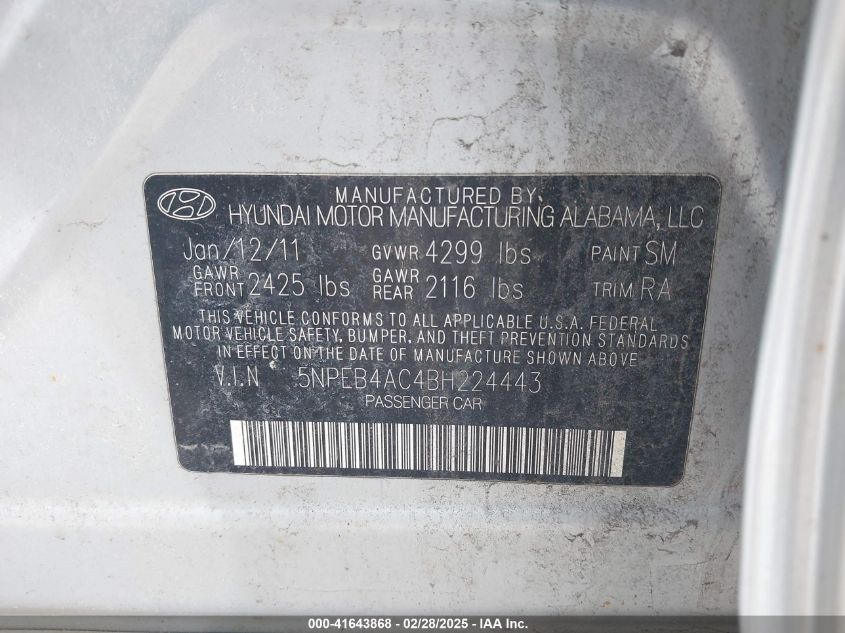 MANUFACTURED BY:
HYUNDAI MOTOR MANUFACTURING ALABAMA, LLC
Jan/12/11 GVWR 4299 lbs PAINT SM
GAWR FRONT 2425 lbs GAWR REAR 2116 lbs TRIM RA
THIS VEHICLE CONFORMS TO ALL APPLICABLE U.S.A. FEDERAL
MOTOR VEHICLE SAFETY, BUMPER, AND THEFT PREVENTION STANDARDS
IN EFFECT ON THE DATE OF MANUFACTURE SHOWN ABOVE
V.I.N 5NPEB4AC4BH224443
PASSENGER CAR
000-41643868 - 02/28/2025 - IAA Inc.